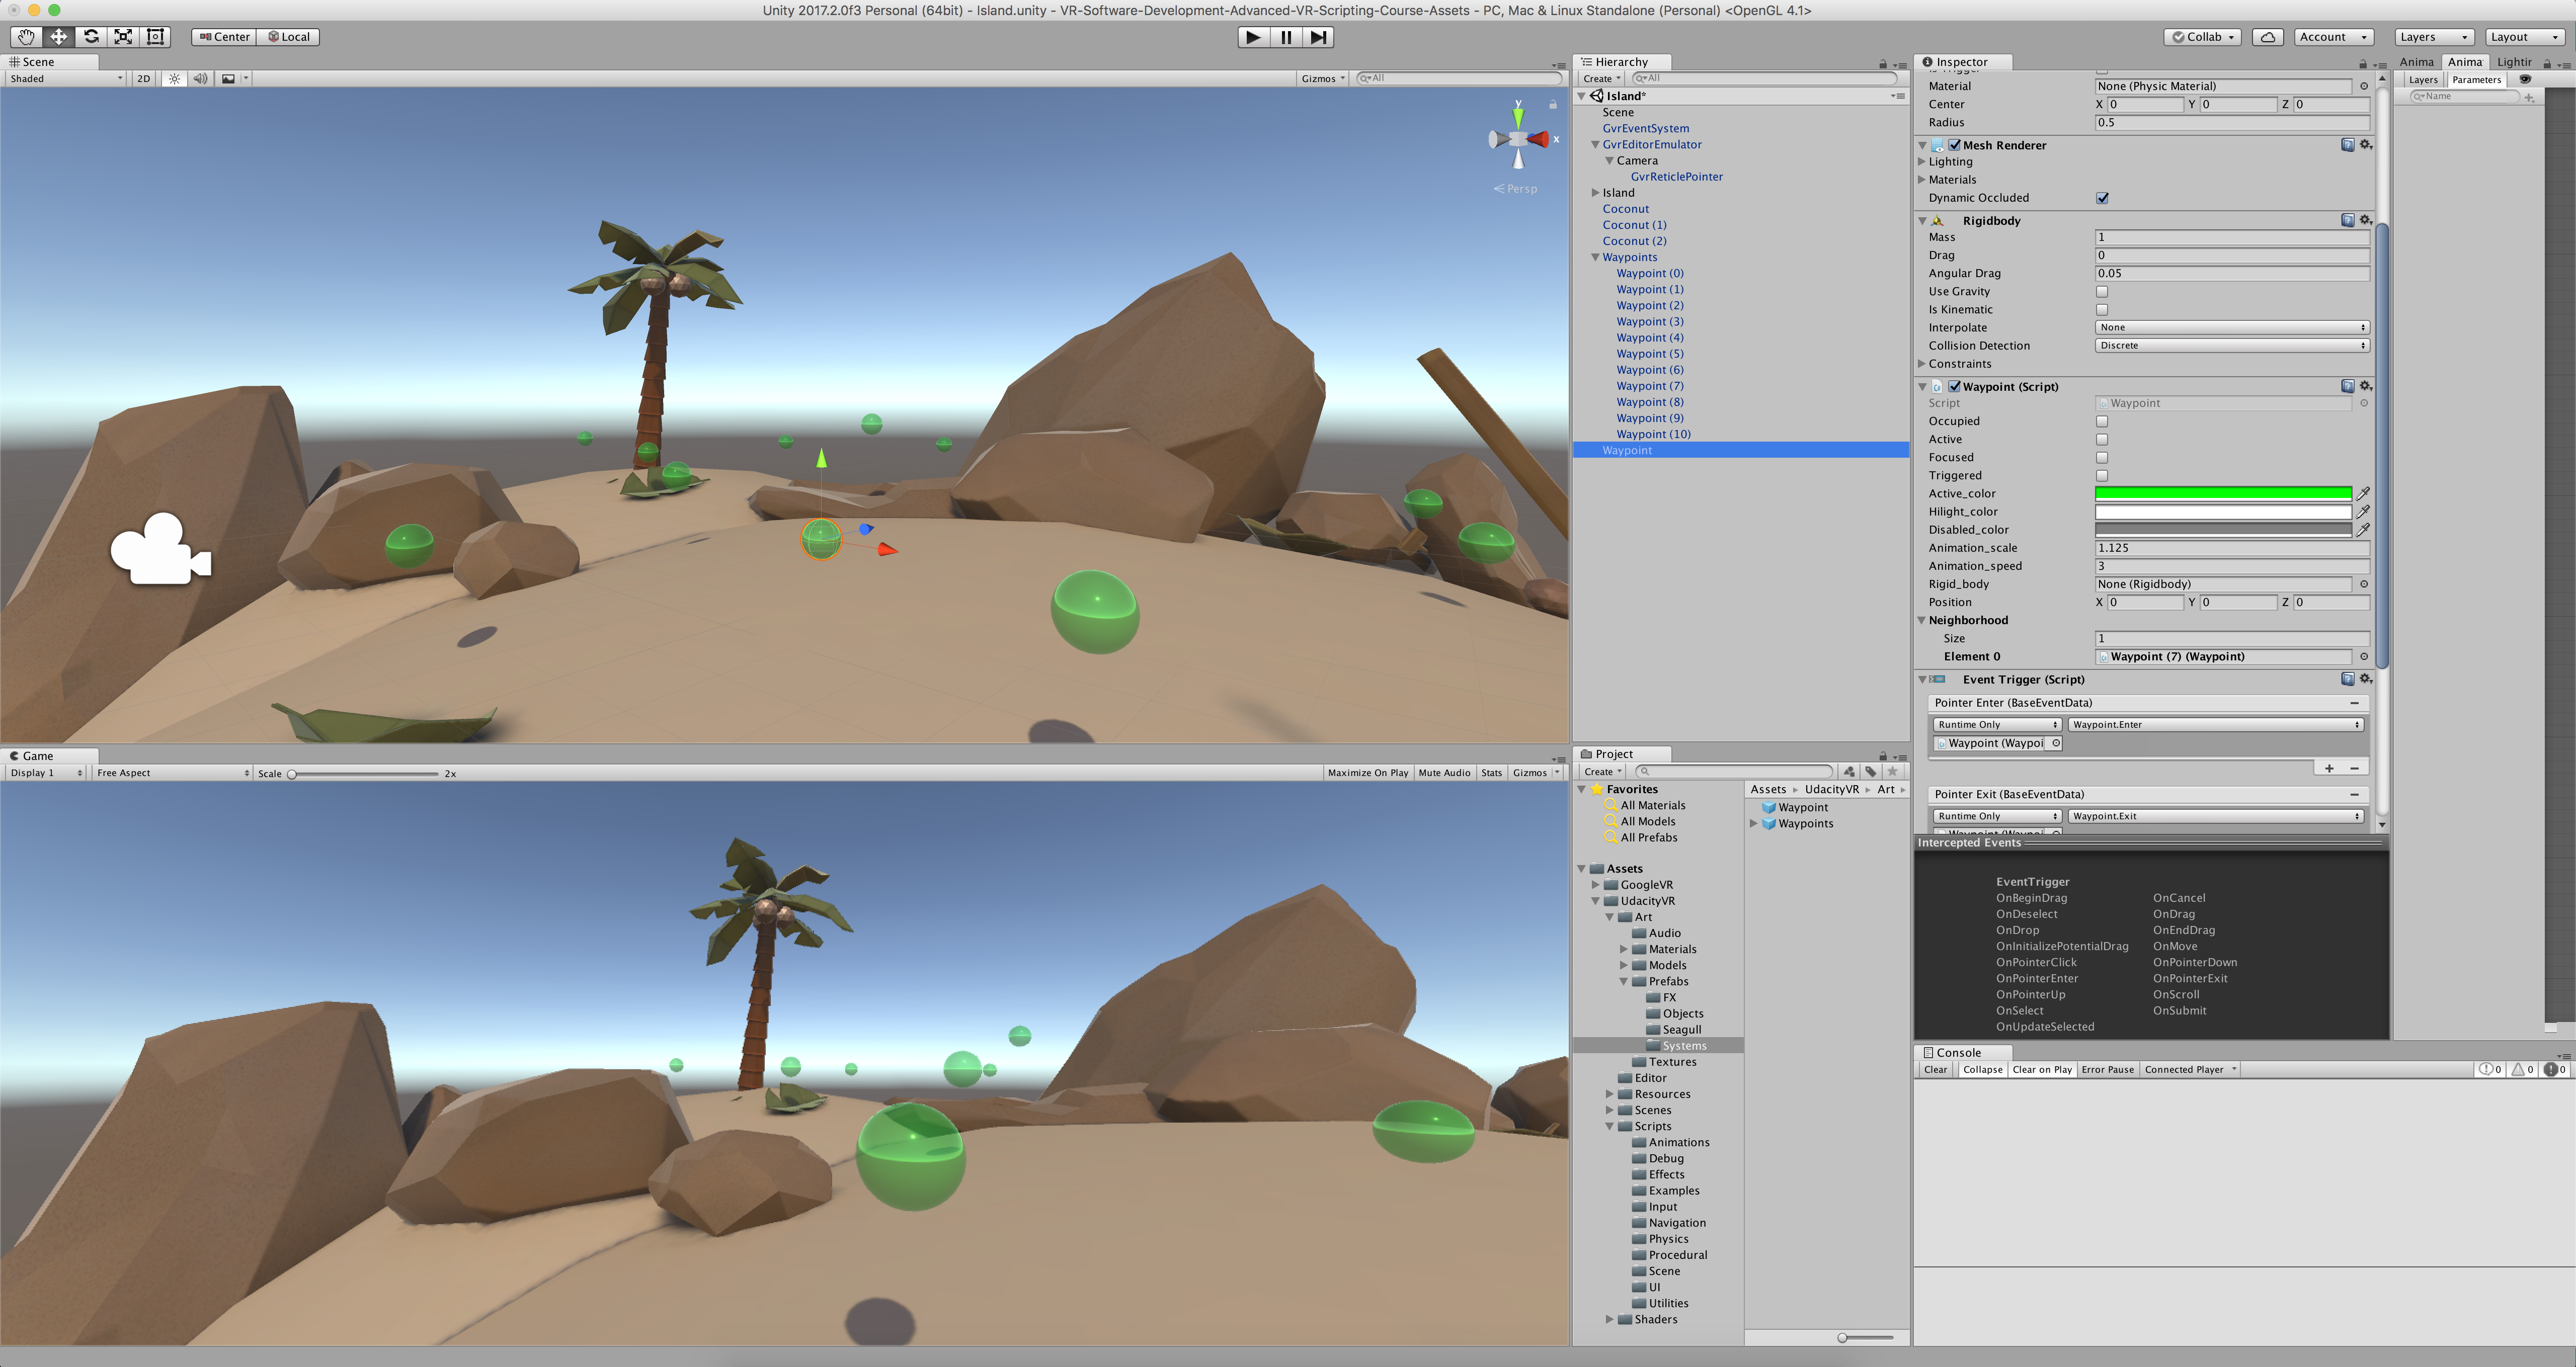 Unity 2017.2.0f3 Personal (64bit) - Island.unity - VR-Software-Development-Advanced-VR-Scripting-Course-Assets - PC, Mac & Linux Standalone (Personal) <OpenGL 4.1>
Center Local
Collab Account Layers Layout
Scene
Shaded 2D Gizmos All
y
x
Persp
Game
Display 1 Free Aspect Scale 2x Maximize On Play Mute Audio Stats Gizmos
Hierarchy
Create All
Island*
Scene
GvrEventSystem
GvrEditorEmulator
Camera
GvrReticlePointer
Island
Coconut
Coconut (1)
Coconut (2)
Waypoints
Waypoint (0)
Waypoint (1)
Waypoint (2)
Waypoint (3)
Waypoint (4)
Waypoint (5)
Waypoint (6)
Waypoint (7)
Waypoint (8)
Waypoint (9)
Waypoint (10)
Waypoint
Project
Create
Favorites
All Materials
All Models
All Prefabs
Assets
GoogleVR
UdacityVR
Art
Audio
Materials
Models
Prefabs
FX
Objects
Seagull
Systems
Textures
Editor
Resources
Scenes
Scripts
Animations
Debug
Effects
Examples
Input
Navigation
Physics
Procedural
Scene
UI
Utilities
Shaders
Assets UdacityVR Art
Waypoint
Waypoints
Inspector
Material None (Physic Material)
Center X 0 Y 0 Z 0
Radius 0.5
Mesh Renderer
Lighting
Materials
Dynamic Occluded
Rigidbody
Mass 1
Drag 0
Angular Drag 0.05
Use Gravity
Is Kinematic
Interpolate None
Collision Detection Discrete
Constraints
Waypoint (Script)
Script Waypoint
Occupied
Active
Focused
Triggered
Active_color
Hilight_color
Disabled_color
Animation_scale 1.125
Animation_speed 3
Rigid_body None (Rigidbody)
Position X 0 Y 0 Z 0
Neighborhood
Size 1
Element 0 Waypoint (7) (Waypoint)
Event Trigger (Script)
Pointer Enter (BaseEventData)
Runtime Only Waypoint.Enter
Waypoint (Waypoi
Pointer Exit (BaseEventData)
Runtime Only Waypoint.Exit
Intercepted Events
EventTrigger
OnBeginDrag OnCancel
OnDeselect OnDrag
OnDrop OnEndDrag
OnInitializePotentialDrag OnMove
OnPointerClick OnPointerDown
OnPointerEnter OnPointerExit
OnPointerUp OnScroll
OnSelect OnSubmit
OnUpdateSelected
Console
Clear Collapse Clear on Play Error Pause Connected Player 0 0 0
Anima Anima Lightin
Layers Parameters
Name